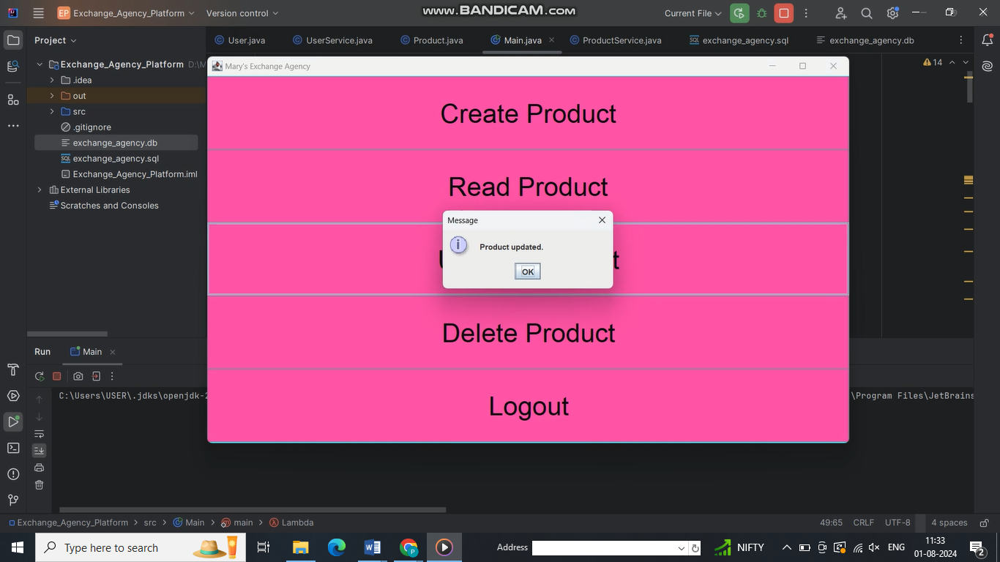 EP Exchange_Agency_Platform
Version control
www.BANDICAM.com
Current File
Project
User.java
UserService.java
Product.java
Main.java
ProductService.java
exchange_agency.sql
exchange_agency.db
Exchange_Agency_Platform D:\M
.idea
out
src
.gitignore
exchange_agency.db
exchange_agency.sql
Exchange_Agency_Platform.iml
External Libraries
Scratches and Consoles
14
Mary's Exchange Agency
Create Product
Read Product
Message
Product updated.
OK
Delete Product
Logout
Run
Main
C:\Users\USER\.jdks\openjdk-2
\Program Files\JetBrains
Exchange_Agency_Platform > src > Main > main > Lambda
49:65 CRLF UTF-8 4 spaces
Type here to search
Address
NIFTY
ENG
11:33
01-08-2024
2